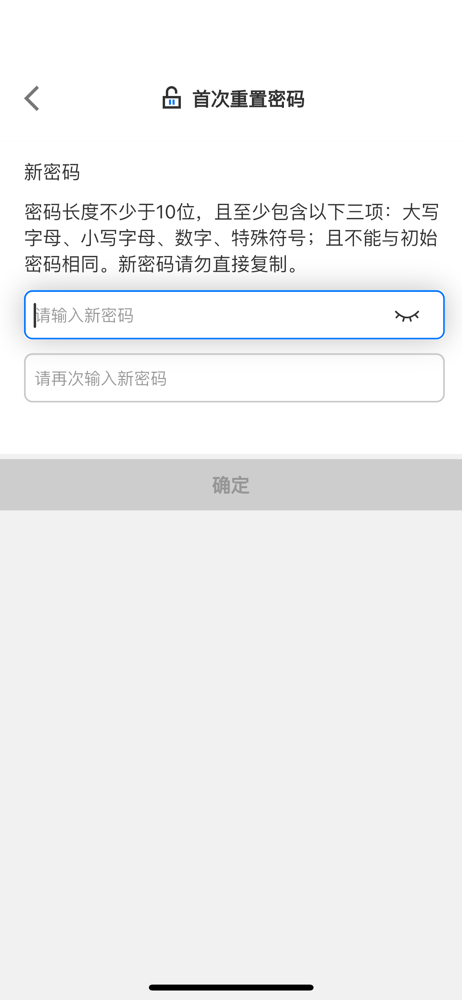 首次重置密码
新密码
密码长度不少于10位，且至少包含以下三项：大写
字母、小写字母、数字、特殊符号；且不能与初始
密码相同。新密码请勿直接复制。
请输入新密码
请再次输入新密码
确定